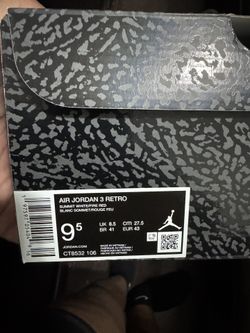 AIR JORDAN 3 RETRO
SUMMIT WHITE/FIRE RED
BLANC SOMMET/ROUGE FEU
9.5
UK 8.5 CM 27.5
BR 41 EUR 43
JORDAN.COM
CT8532 106